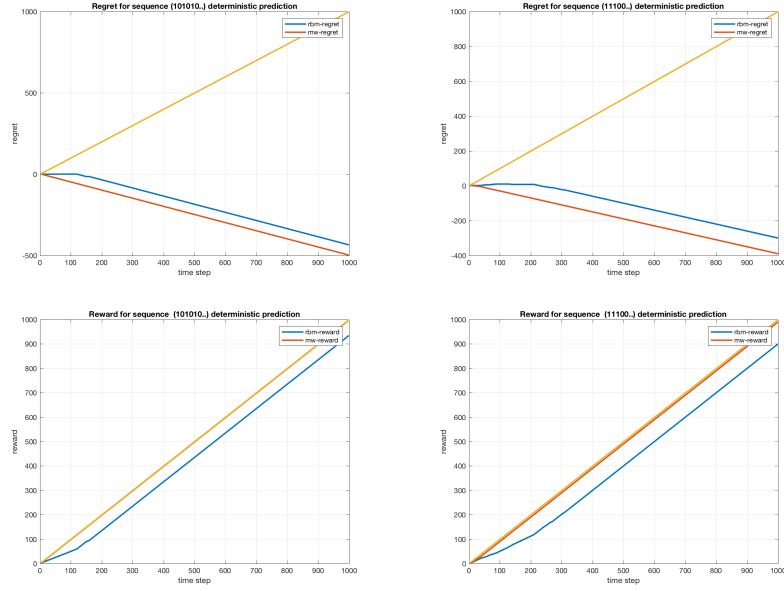 Regret for sequence (101010..) deterministic prediction
1000
500
0
-500
regret
rbm-regret
mw-regret
0 100 200 300 400 500 600 700 800 900 1000
time step
Regret for sequence (11100..) deterministic prediction
1000
800
600
400
200
0
-200
-400
regret
rbm-regret
mw-regret
0 100 200 300 400 500 600 700 800 900 1000
time step
Reward for sequence (101010..) deterministic prediction
1000
900
800
700
600
500
400
300
200
100
0
reward
rbm-reward
mw-reward
0 100 200 300 400 500 600 700 800 900 1000
time step
Reward for sequence (11100..) deterministic prediction
1000
900
800
700
600
500
400
300
200
100
0
reward
rbm-reward
mw-reward
0 100 200 300 400 500 600 700 800 900 1000
time step